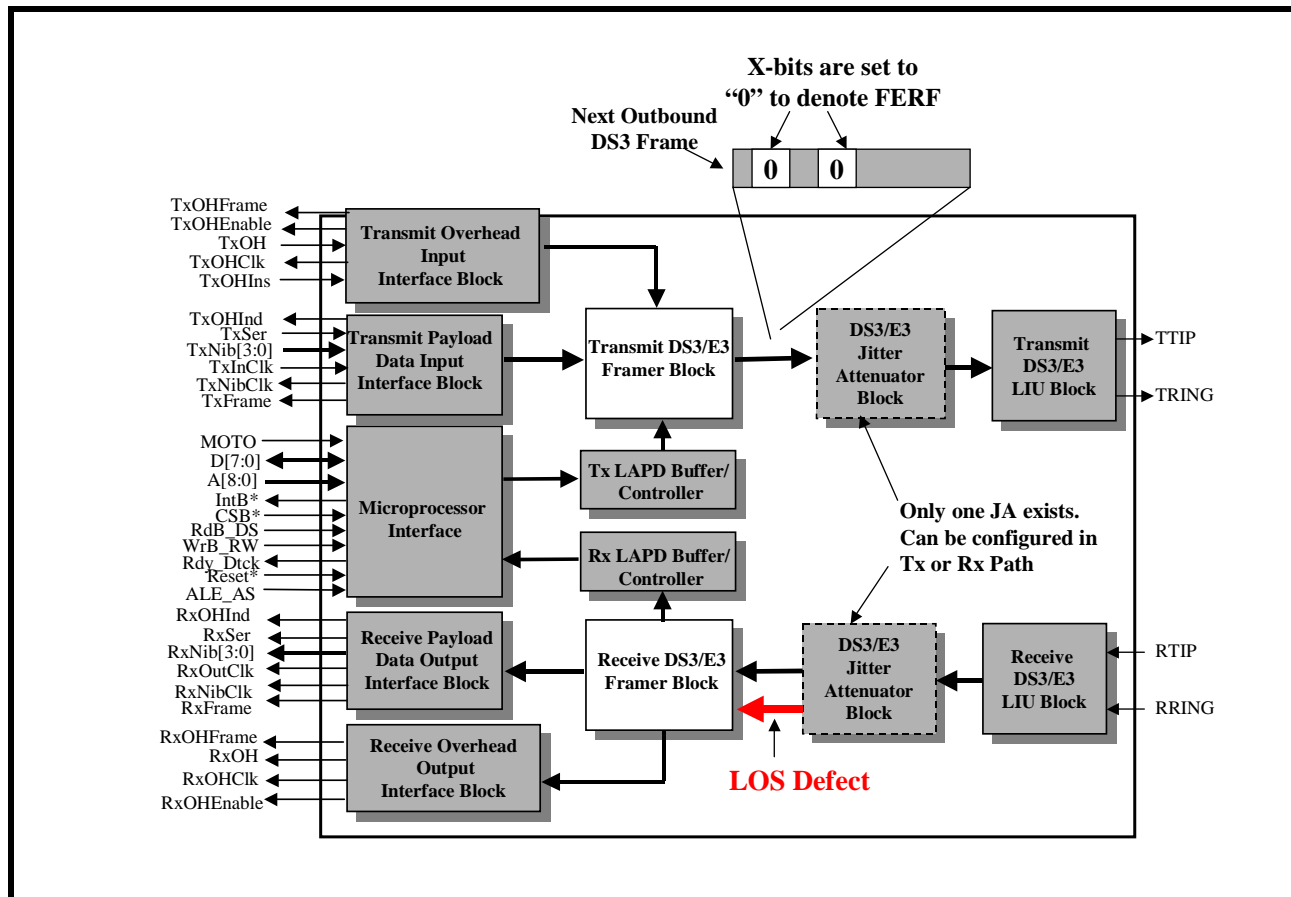 X-bits are set to
“0” to denote FERF
Next Outbound
DS3 Frame
0 0
TxOHFrame
TxOHEnable
TxOH
TxOHClk
TxOHIns
Transmit Overhead
Input
Interface Block
TxOHInd
TxSer
TxNib[3:0]
TxInClk
TxNibClk
TxFrame
Transmit Payload
Data Input
Interface Block
Transmit DS3/E3
Framer Block
DS3/E3
Jitter
Attenuator
Block
Transmit
DS3/E3
LIU Block
TTIP
TRING
MOTO
D[7:0]
A[8:0]
IntB*
CSB*
RdB_DS
WrB_RW
Rdy_Dtck
Reset*
ALE_AS
Microprocessor
Interface
Tx LAPD Buffer/
Controller
Rx LAPD Buffer/
Controller
Only one JA exists.
Can be configured in
Tx or Rx Path
RxOHInd
RxSer
RxNib[3:0]
RxOutClk
RxNibClk
RxFrame
Receive Payload
Data Output
Interface Block
Receive DS3/E3
Framer Block
DS3/E3
Jitter
Attenuator
Block
Receive
DS3/E3
LIU Block
RTIP
RRING
RxOHFrame
RxOH
RxOHClk
RxOHEnable
Receive Overhead
Output
Interface Block
LOS Defect